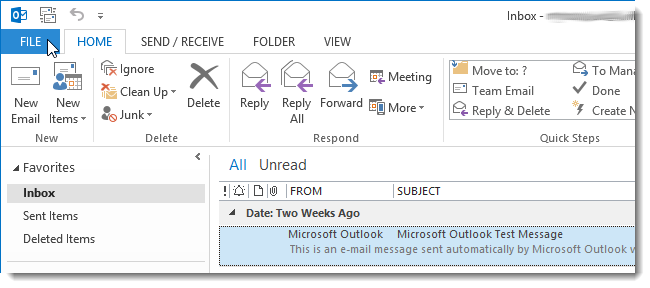 Inbox -
FILE HOME SEND / RECEIVE FOLDER VIEW
New Email
New Items
Ignore
Clean Up
Junk
Delete
Reply
Reply All
Forward
Meeting
More
Move to: ?
Team Email
Reply & Delete
To Mana
Done
Create N
New Delete Respond Quick Steps
Favorites
Inbox
Sent Items
Deleted Items
All Unread
! FROM SUBJECT
Date: Two Weeks Ago
Microsoft Outlook Microsoft Outlook Test Message
This is an e-mail message sent automatically by Microsoft Outlook w